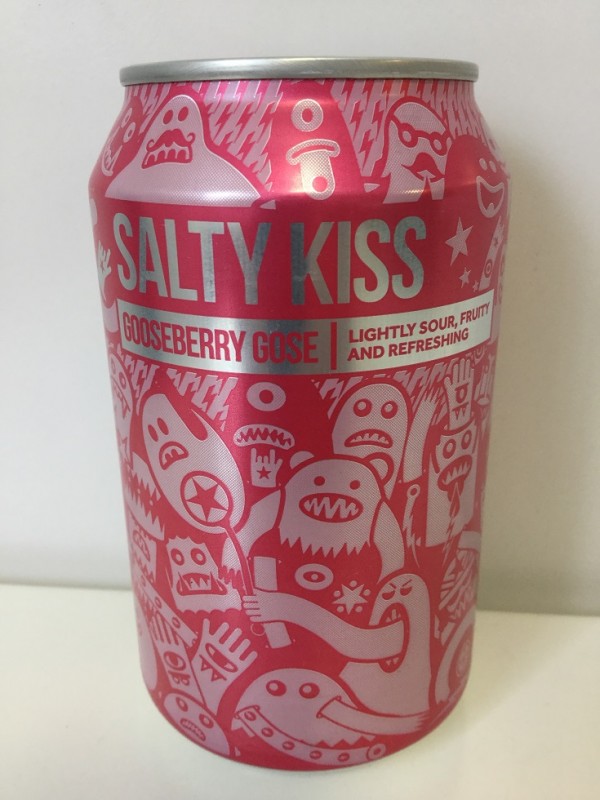 SALTY KISS
GOOSEBERRY GOSE
LIGHTLY SOUR, FRUITY
AND REFRESHING